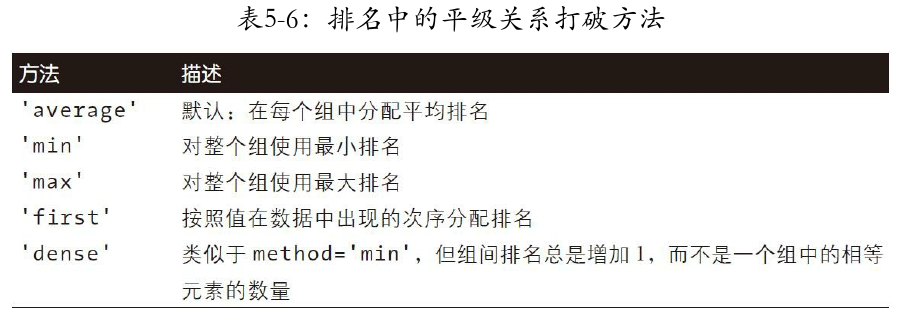 表5-6：排名中的平级关系打破方法
方法 描述
'average' 默认：在每个组中分配平均排名
'min' 对整个组使用最小排名
'max' 对整个组使用最大排名
'first' 按照值在数据中出现的次序分配排名
'dense' 类似于 method='min'，但组间排名总是增加 1，而不是一个组中的相等
元素的数量